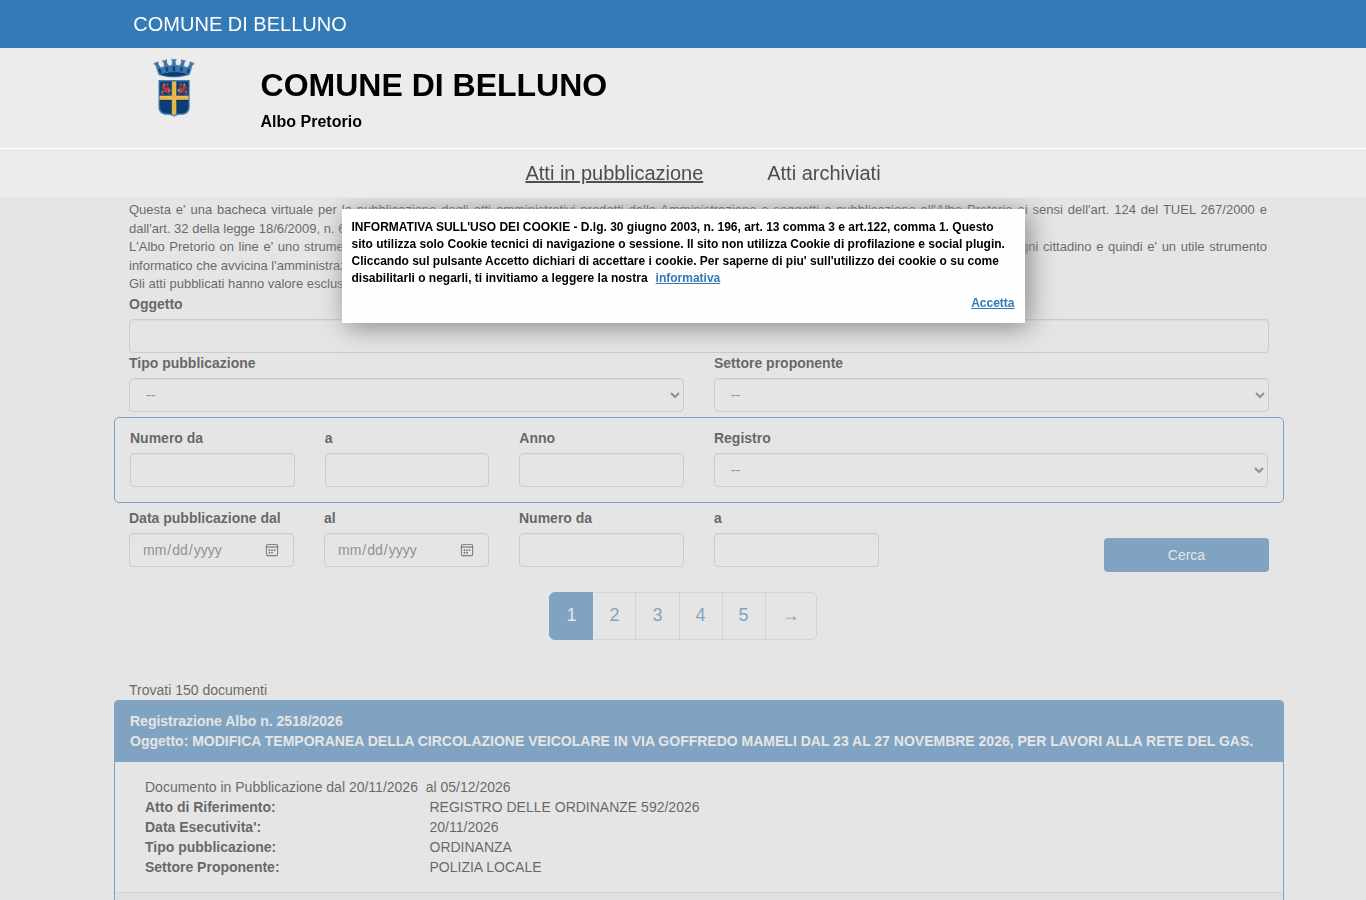 COMUNE DI BELLUNO
COMUNE DI BELLUNO
Albo Pretorio
Atti in pubblicazione Atti archiviati
Questa e' una bacheca virtuale per sensi dell'art. 124 del TUEL 267/2000 e
dall'art. 32 della legge 18/6/2009, n.
L'Albo Pretorio on line e' uno cittadino e quindi e' un utile strumento
informatico che avvicina
Gli atti pubblicati hanno valore
INFORMATIVA SULL'USO DEI COOKIE - D.lg. 30 giugno 2003, n. 196, art. 13 comma 3 e art.122, comma 1. Questo
sito utilizza solo Cookie tecnici di navigazione o sessione. Il sito non utilizza Cookie di profilazione e social plugin.
Cliccando sul pulsante Accetto dichiari di accettare i cookie. Per saperne di piu' sull'utilizzo dei cookie o su come
disabilitarli o negarli, ti invitiamo a leggere la nostra informativa
Accetta
Oggetto
Tipo pubblicazione Settore proponente
-- --
Numero da a Anno Registro
--
Data pubblicazione dal al Numero da a
mm/dd/yyyy mm/dd/yyyy
Cerca
1 2 3 4 5 →
Trovati 150 documenti
Registrazione Albo n. 2518/2026
Oggetto: MODIFICA TEMPORANEA DELLA CIRCOLAZIONE VEICOLARE IN VIA GOFFREDO MAMELI DAL 23 AL 27 NOVEMBRE 2026, PER LAVORI ALLA RETE DEL GAS.
Documento in Pubblicazione dal 20/11/2026 al 05/12/2026
Atto di Riferimento: REGISTRO DELLE ORDINANZE 592/2026
Data Esecutivita': 20/11/2026
Tipo pubblicazione: ORDINANZA
Settore Proponente: POLIZIA LOCALE